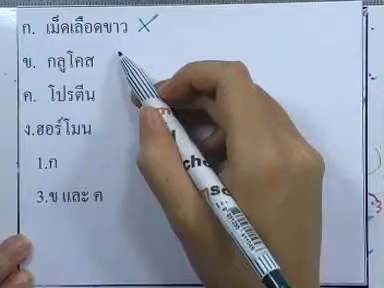 ก. เม็ดเลือดขาว X
ข. กลูโคส
ค. โปรตีน
ง.ฮอร์โมน
1.ก
3.ข และ ค